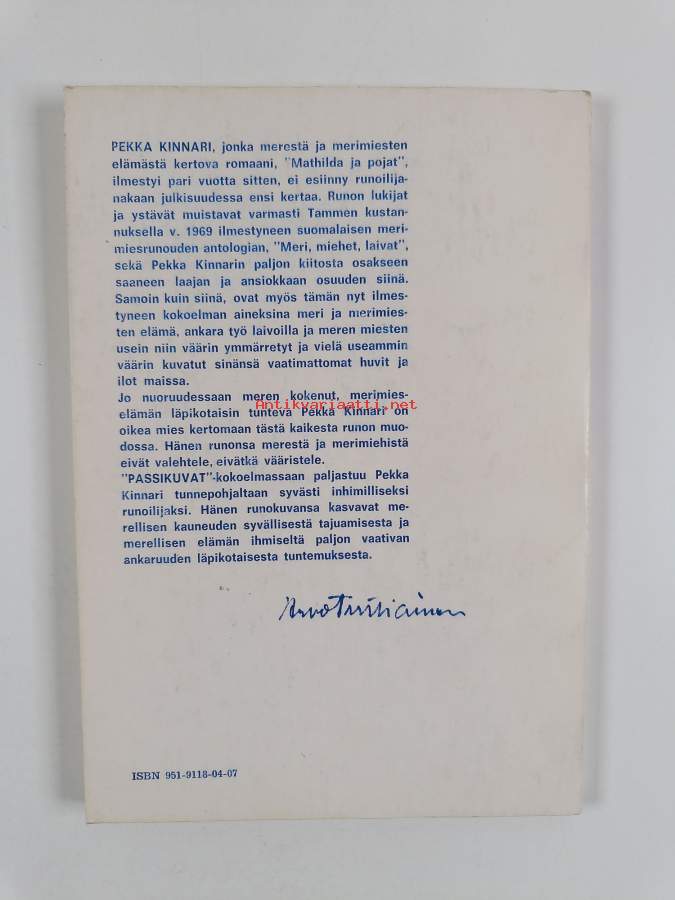 PEKKA KINNARI, jonka merestä ja merimiesten
elämästä kertova romaani, "Mathilda ja pojat",
ilmestyi pari vuotta sitten, ei esiinny runoilija-
nakaan julkisuudessa ensi kertaa. Runon lukijat
ja ystävät muistavat varmasti Tammen kustan-
nuksella v. 1969 ilmestyneen suomalaisen meri-
miesrunouden antologian, "Meri, miehet, laivat",
sekä Pekka Kinnarin paljon kiitosta osakseen
saaneen laajan ja ansiokkaan osuuden siinä.
Samoin kuin siinä, ovat myös tämän nyt ilmes-
tyneen kokoelman aineksina meri ja merimies-
ten elämä, ankara työ laivoilla ja meren miesten
usein niin väärin ymmärretyt ja vielä useammin
väärin kuvatut sinänsä vaatimattomat huvit ja
ilot maissa.
Jo nuoruudessaan meren kokenut, merimies-
elämän läpikotaisin tunteva Pekka Kinnari on
Antikvariaatti.net
oikea mies kertomaan tästä kaikesta runon muo-
dossa. Hänen runonsa merestä ja merimiehistä
eivät valehtele, eivätkä vääristele.
"PASSIKUVAT"-kokoelmassaan paljastuu Pekka
Kinnari tunnepohjaltaan syvästi inhimilliseksi
runoilijaksi. Hänen runokuvansa kasvavat me-
rellisen kauneuden syvällisestä tajuamisesta ja
merellisen elämän ihmiseltä paljon vaativan
ankaruuden läpikotaisesta tuntemuksesta.
Arvo Turtiainen
ISBN 951-9118-04-07